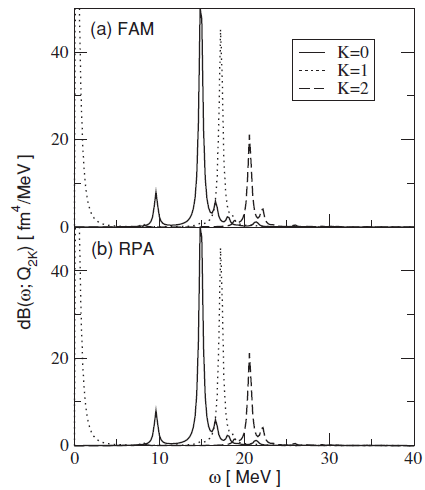 (a) FAM
K=0
K=1
K=2
40
20
0
(b) RPA
40
20
0
dB(ω; Q2K) [ fm4/MeV ]
0 10 20 30 40
ω [ MeV ]